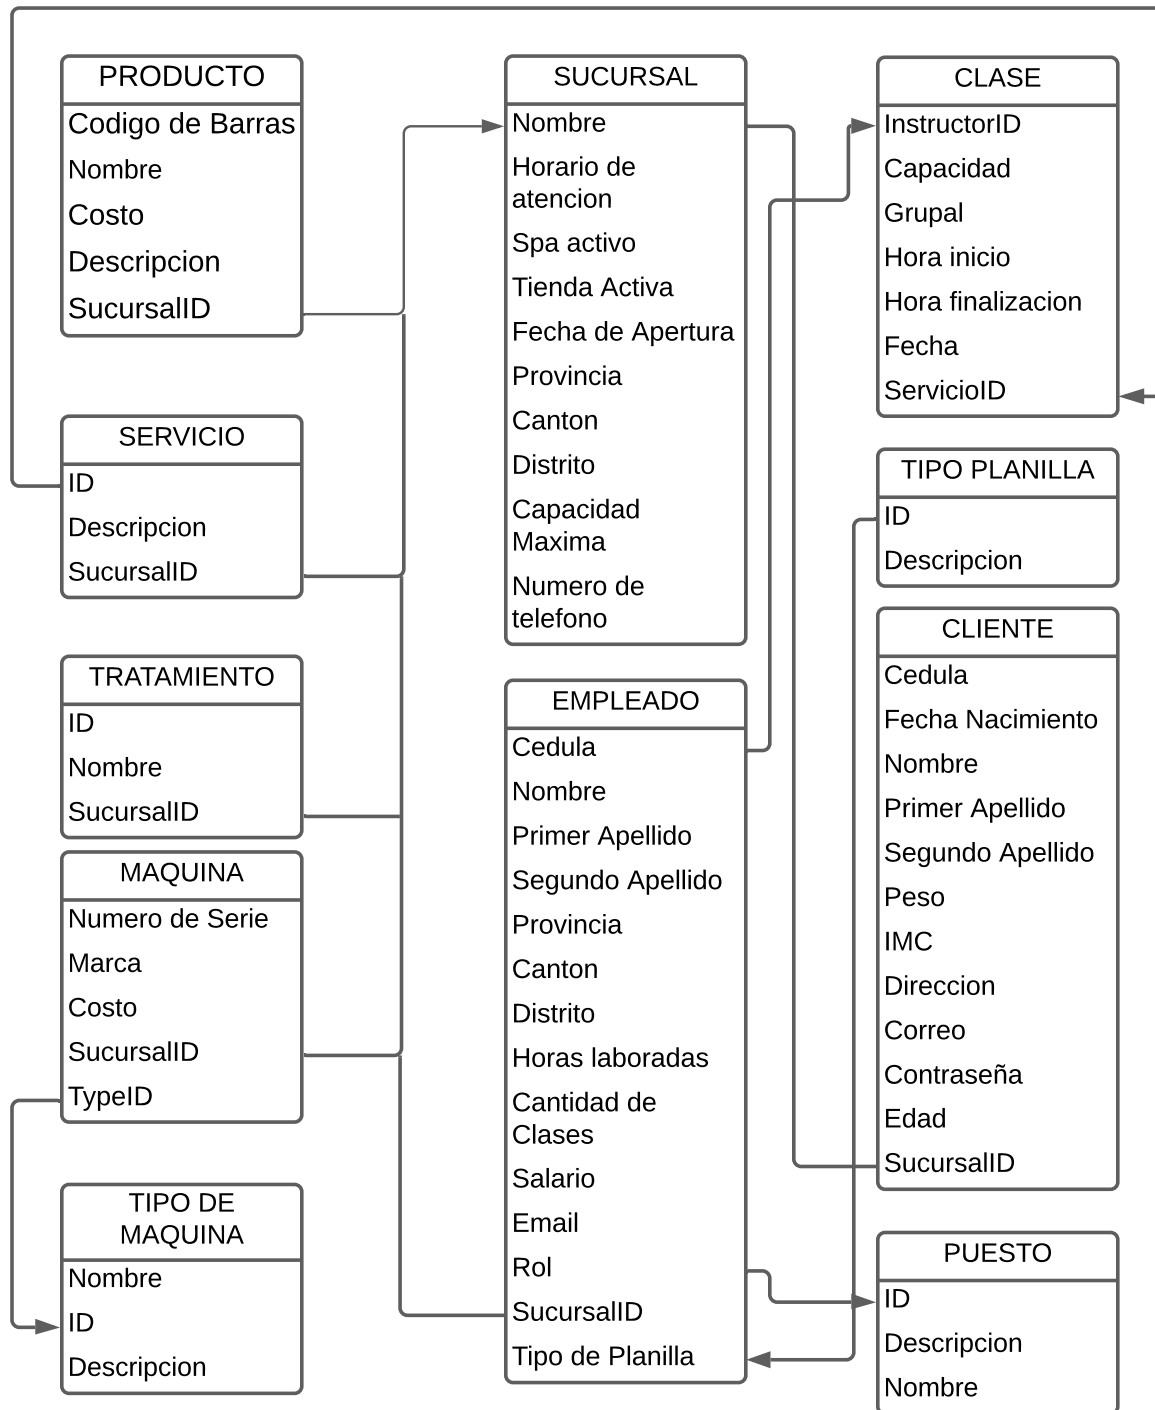 PRODUCTO
Codigo de Barras
Nombre
Costo
Descripcion
SucursalID
SERVICIO
ID
Descripcion
SucursalID
TRATAMIENTO
ID
Nombre
SucursalID
MAQUINA
Numero de Serie
Marca
Costo
SucursalID
TypeID
TIPO DE
MAQUINA
Nombre
ID
Descripcion
SUCURSAL
Nombre
Horario de
atencion
Spa activo
Tienda Activa
Fecha de Apertura
Provincia
Canton
Distrito
Capacidad
Maxima
Numero de
telefono
EMPLEADO
Cedula
Nombre
Primer Apellido
Segundo Apellido
Provincia
Canton
Distrito
Horas laboradas
Cantidad de
Clases
Salario
Email
Rol
SucursalID
Tipo de Planilla
CLASE
InstructorID
Capacidad
Grupal
Hora inicio
Hora finalizacion
Fecha
ServicioID
TIPO PLANILLA
ID
Descripcion
CLIENTE
Cedula
Fecha Nacimiento
Nombre
Primer Apellido
Segundo Apellido
Peso
IMC
Direccion
Correo
Contraseña
Edad
SucursalID
PUESTO
ID
Descripcion
Nombre